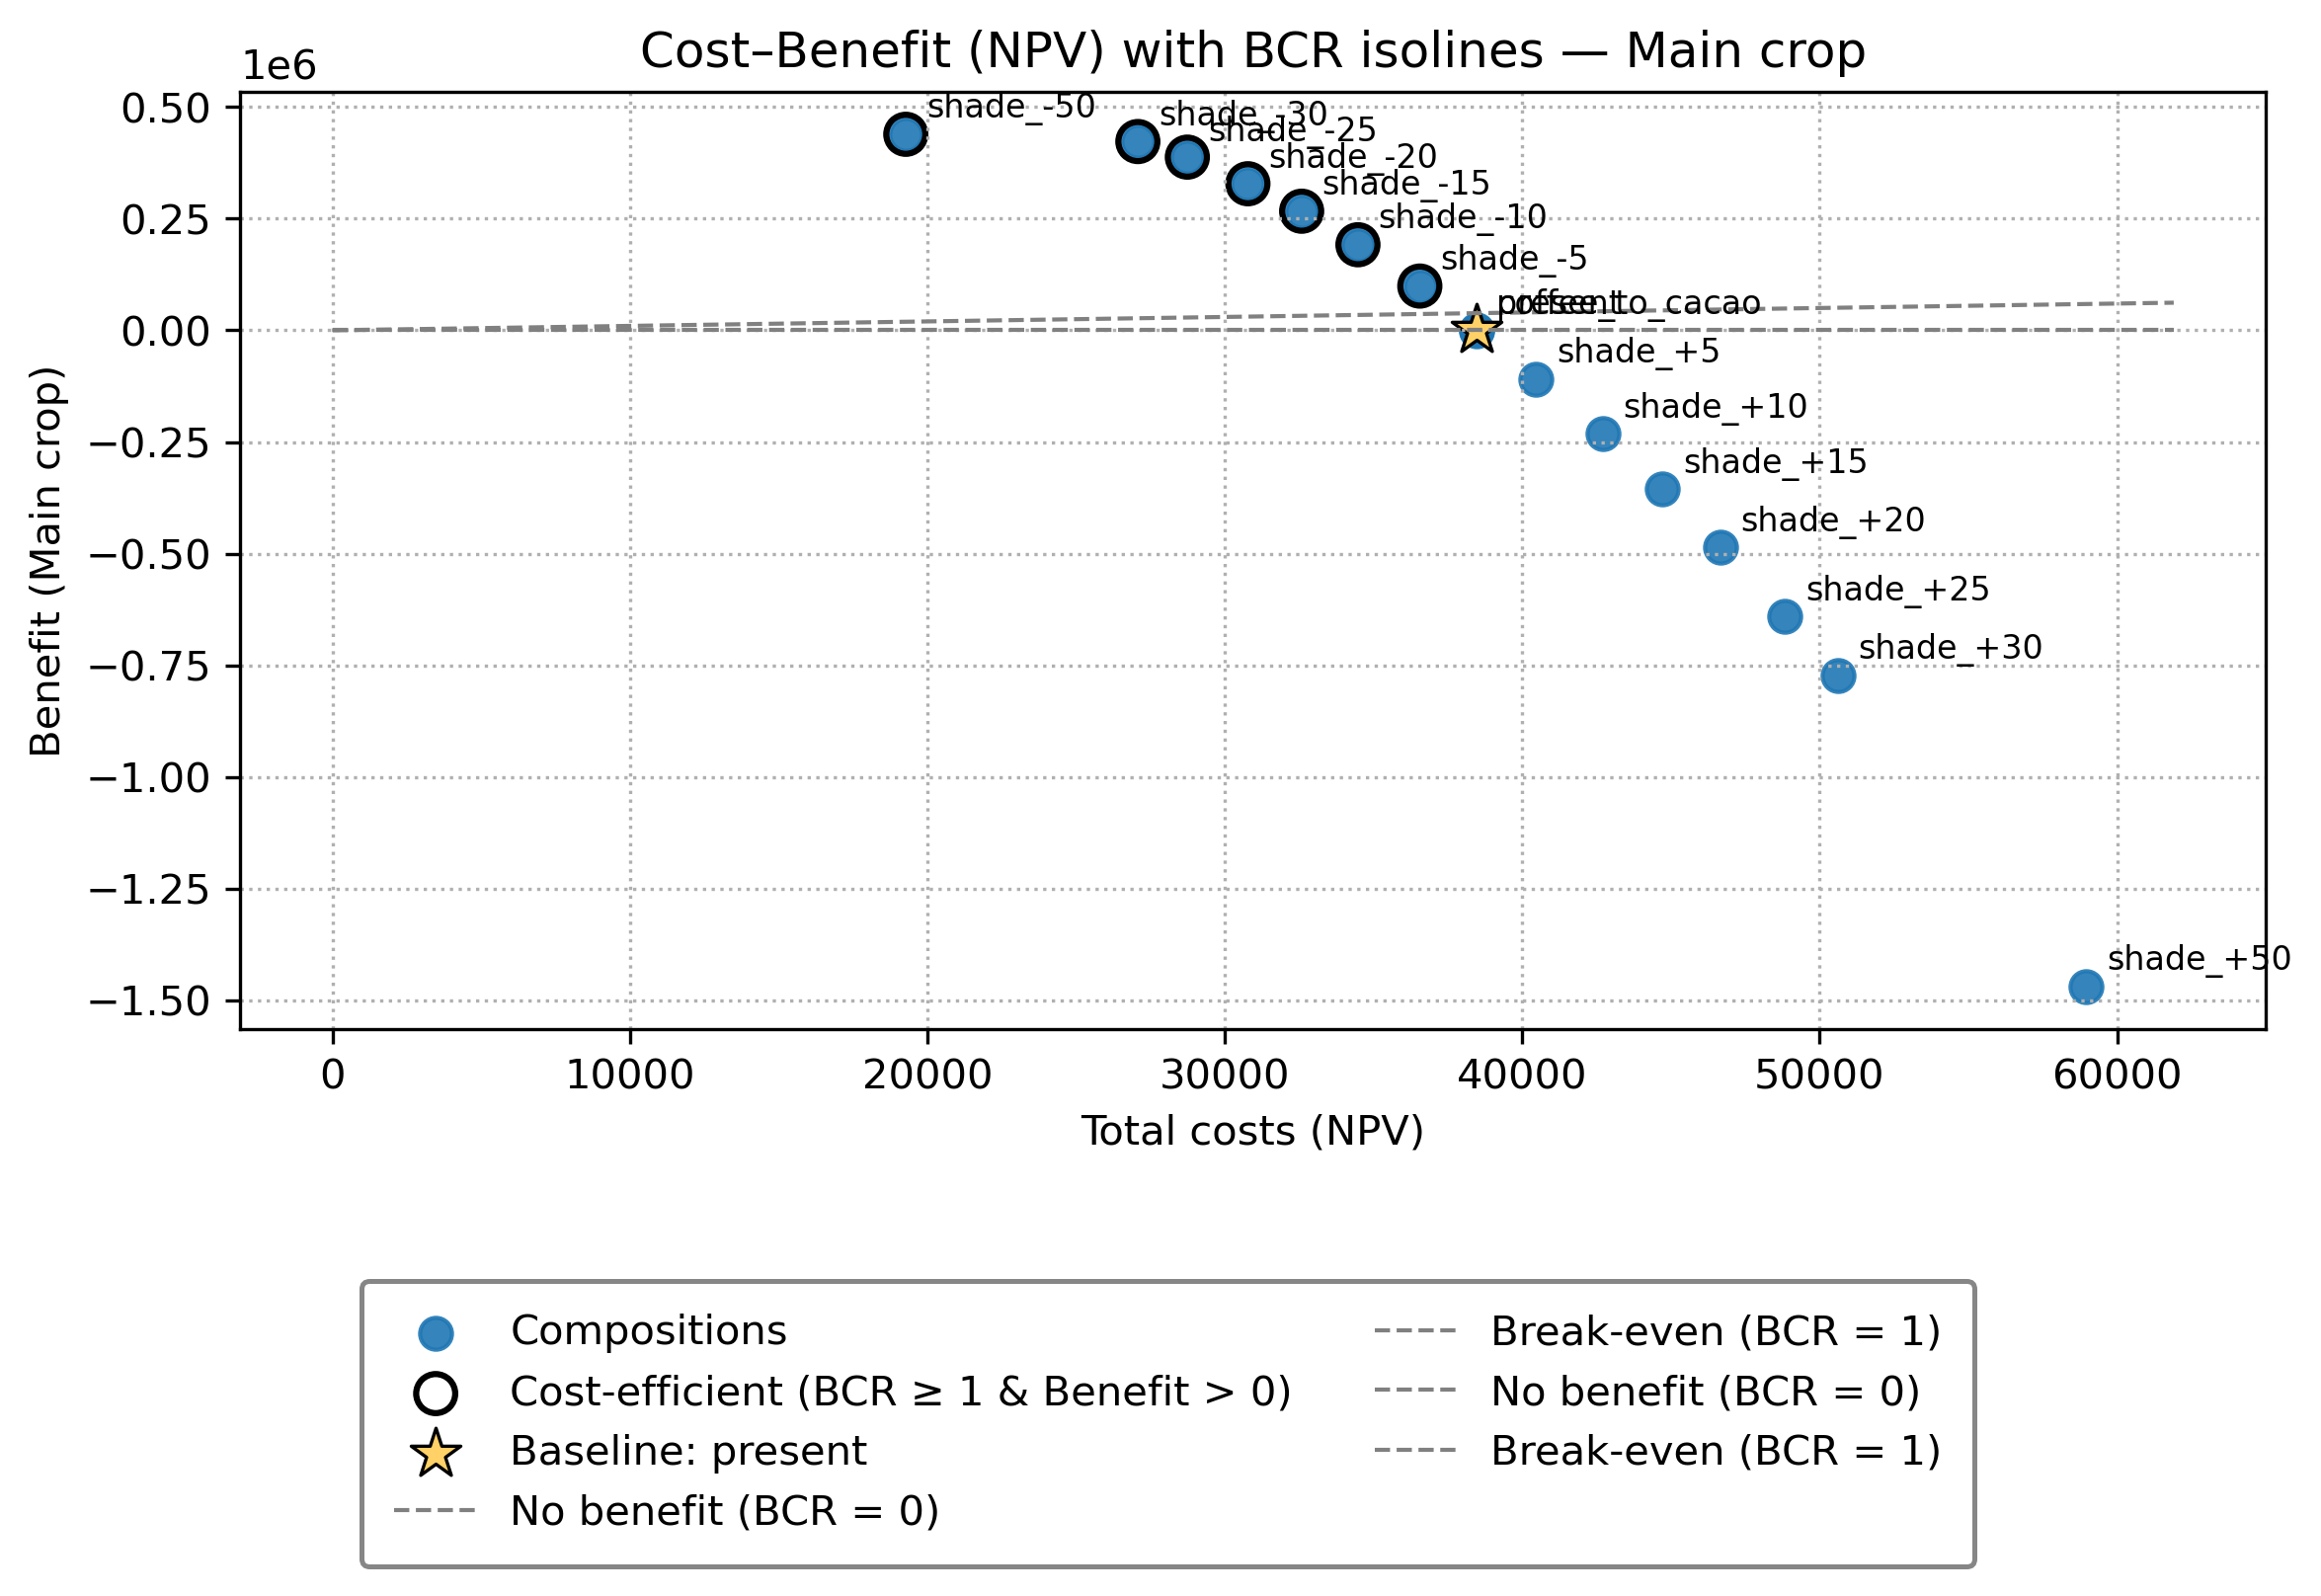 Cost–Benefit (NPV) with BCR isolines — Main crop
1e6
0.50
0.25
0.00
−0.25
−0.50
−0.75
−1.00
−1.25
−1.50
Benefit (Main crop)
shade_-50
shade_-30
shade_-25
shade_-20
shade_-15
shade_-10
shade_-5
present
coffee_to_cacao
shade_+5
shade_+10
shade_+15
shade_+20
shade_+25
shade_+30
shade_+50
0
10000
20000
30000
40000
50000
60000
Total costs (NPV)
Compositions
Cost-efficient (BCR ≥ 1 & Benefit > 0)
Baseline: present
No benefit (BCR = 0)
Break-even (BCR = 1)
No benefit (BCR = 0)
Break-even (BCR = 1)